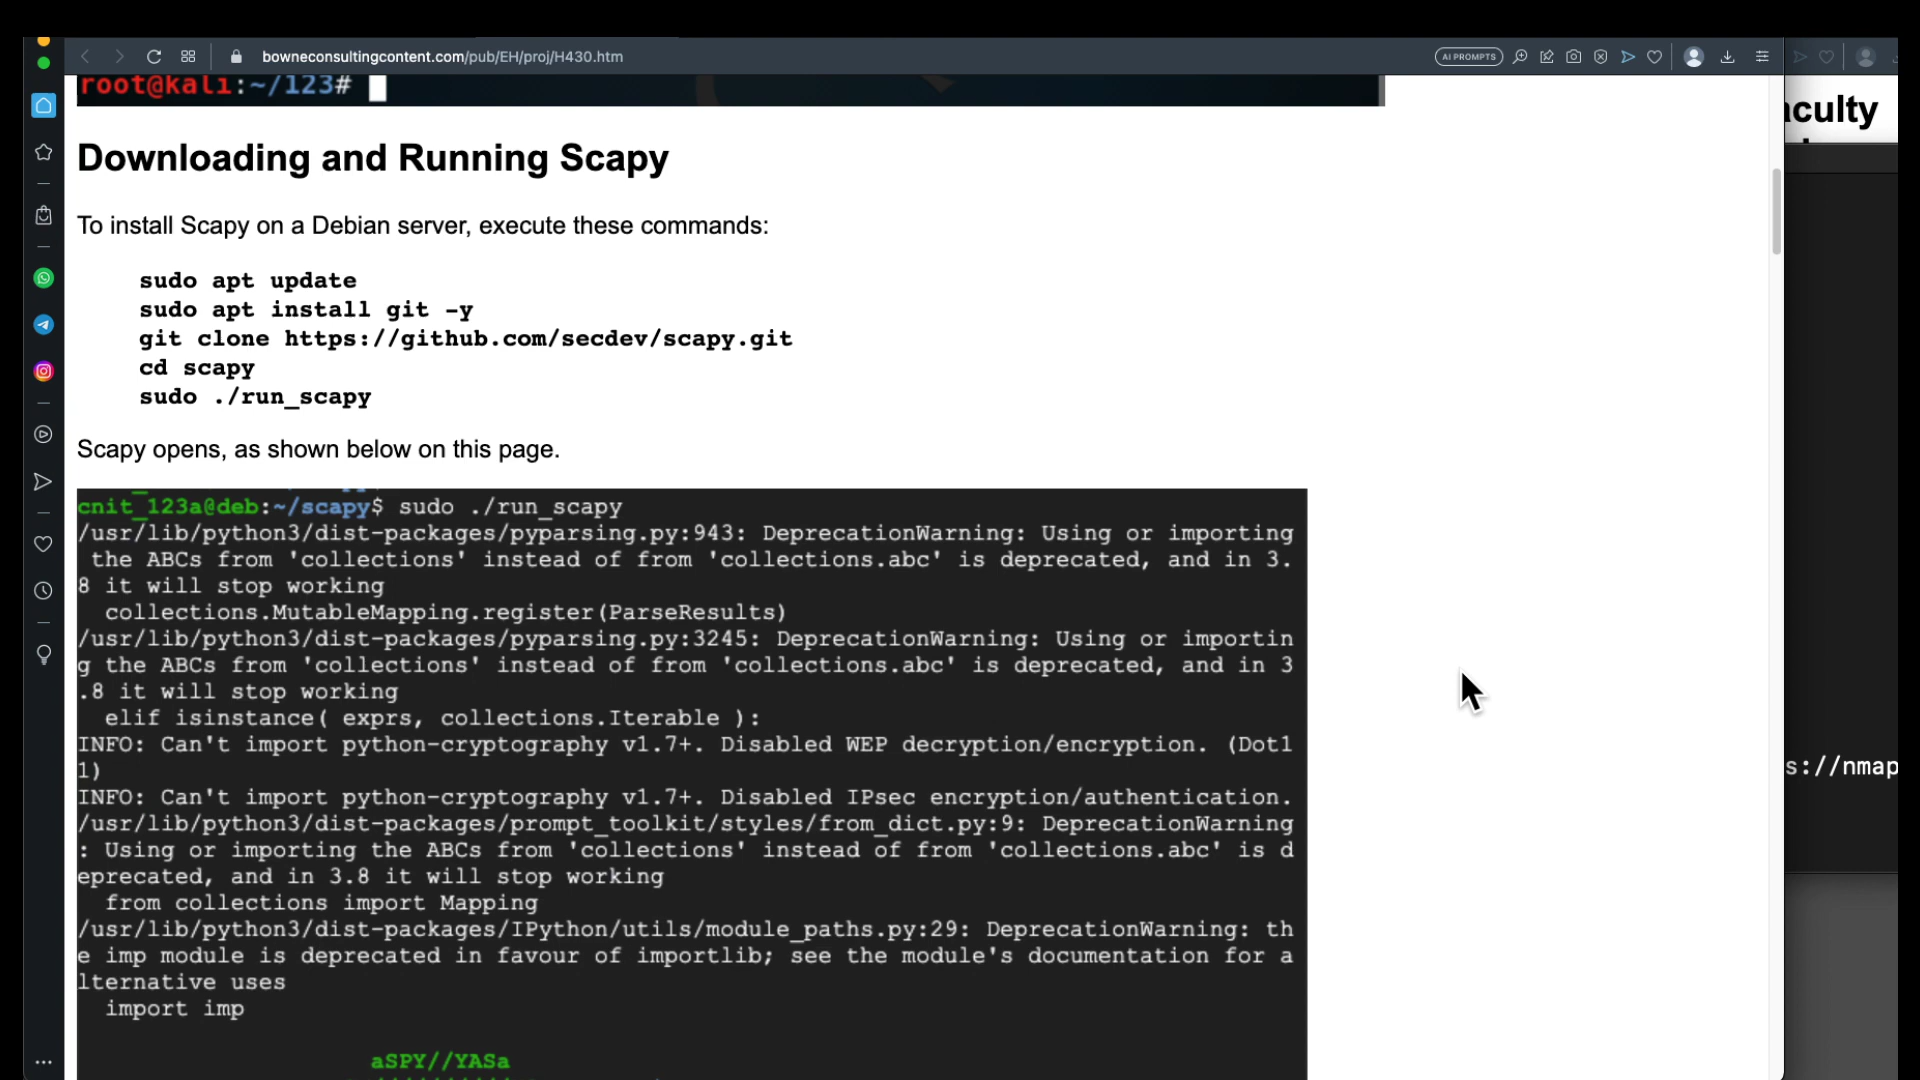 bowneconsultingcontent.com/pub/EH/proj/H430.htm
AI PROMPTS
root@kali:~/123#
Downloading and Running Scapy
To install Scapy on a Debian server, execute these commands:
sudo apt update
sudo apt install git -y
git clone https://github.com/secdev/scapy.git
cd scapy
sudo ./run_scapy
Scapy opens, as shown below on this page.
cnit_123a@deb:~/scapy$ sudo ./run_scapy
/usr/lib/python3/dist-packages/pyparsing.py:943: DeprecationWarning: Using or importing
the ABCs from 'collections' instead of from 'collections.abc' is deprecated, and in 3.
8 it will stop working
collections.MutableMapping.register(ParseResults)
/usr/lib/python3/dist-packages/pyparsing.py:3245: DeprecationWarning: Using or importin
g the ABCs from 'collections' instead of from 'collections.abc' is deprecated, and in 3
.8 it will stop working
elif isinstance( exprs, collections.Iterable ):
INFO: Can't import python-cryptography v1.7+. Disabled WEP decryption/encryption. (Dot1
1)
INFO: Can't import python-cryptography v1.7+. Disabled IPsec encryption/authentication.
/usr/lib/python3/dist-packages/prompt_toolkit/styles/from_dict.py:9: DeprecationWarning
: Using or importing the ABCs from 'collections' instead of from 'collections.abc' is d
eprecated, and in 3.8 it will stop working
from collections import Mapping
/usr/lib/python3/dist-packages/IPython/utils/module_paths.py:29: DeprecationWarning: th
e imp module is deprecated in favour of importlib; see the module's documentation for a
lternative uses
import imp
aSPY//YASa
culty
s://nmap